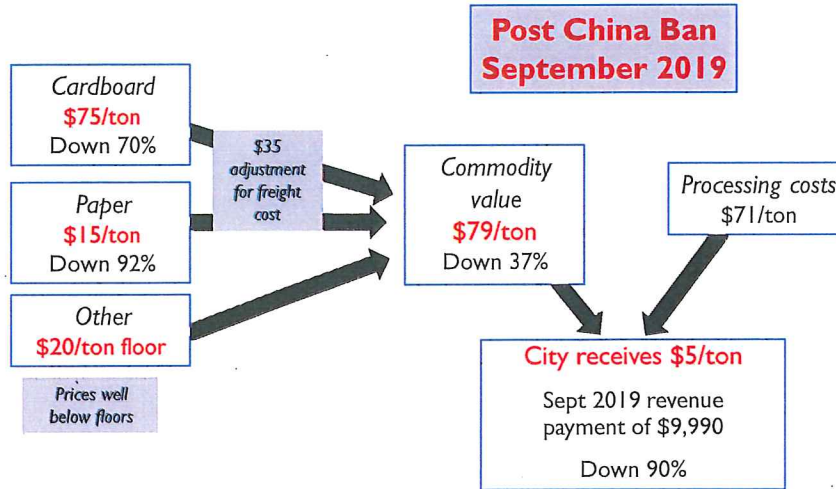 Post China Ban
September 2019
Cardboard
$75/ton
Down 70%
$35
adjustment
for freight
cost
Paper
$15/ton
Down 92%
Other
$20/ton floor
Prices well
below floors
Commodity
value
$79/ton
Down 37%
Processing costs
$71/ton
City receives $5/ton
Sept 2019 revenue
payment of $9,990
Down 90%